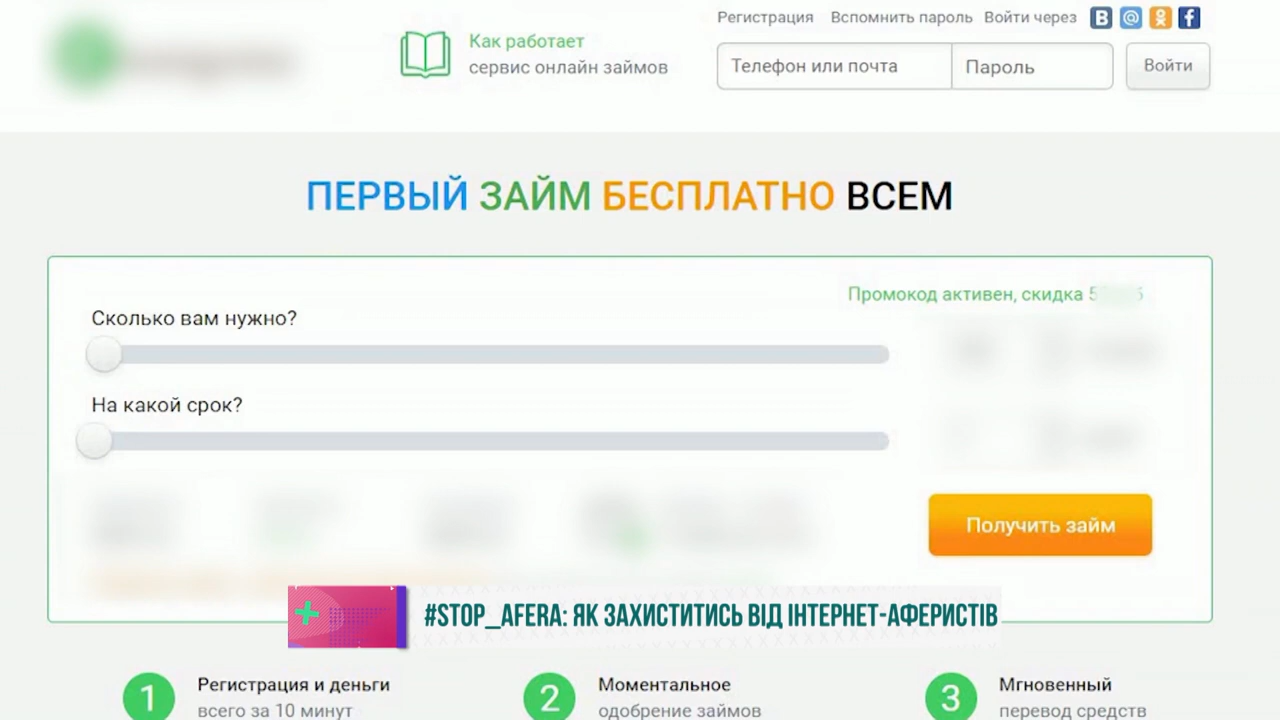 Регистрация Вспомнить пароль Войти через
Как работает
сервис онлайн займов
Телефон или почта Пароль Войти
ПЕРВЫЙ ЗАЙМ БЕСПЛАТНО ВСЕМ
Промокод активен, скидка
Сколько вам нужно?
На какой срок?
Получить займ
#STOP_AFERA: ЯК ЗАХИСТИТИСЬ ВІД ІНТЕРНЕТ-АФЕРИСТІВ
1 Регистрация и деньги
всего за 10 минут
2 Моментальное
одобрение займов
3 Мгновенный
перевод средств